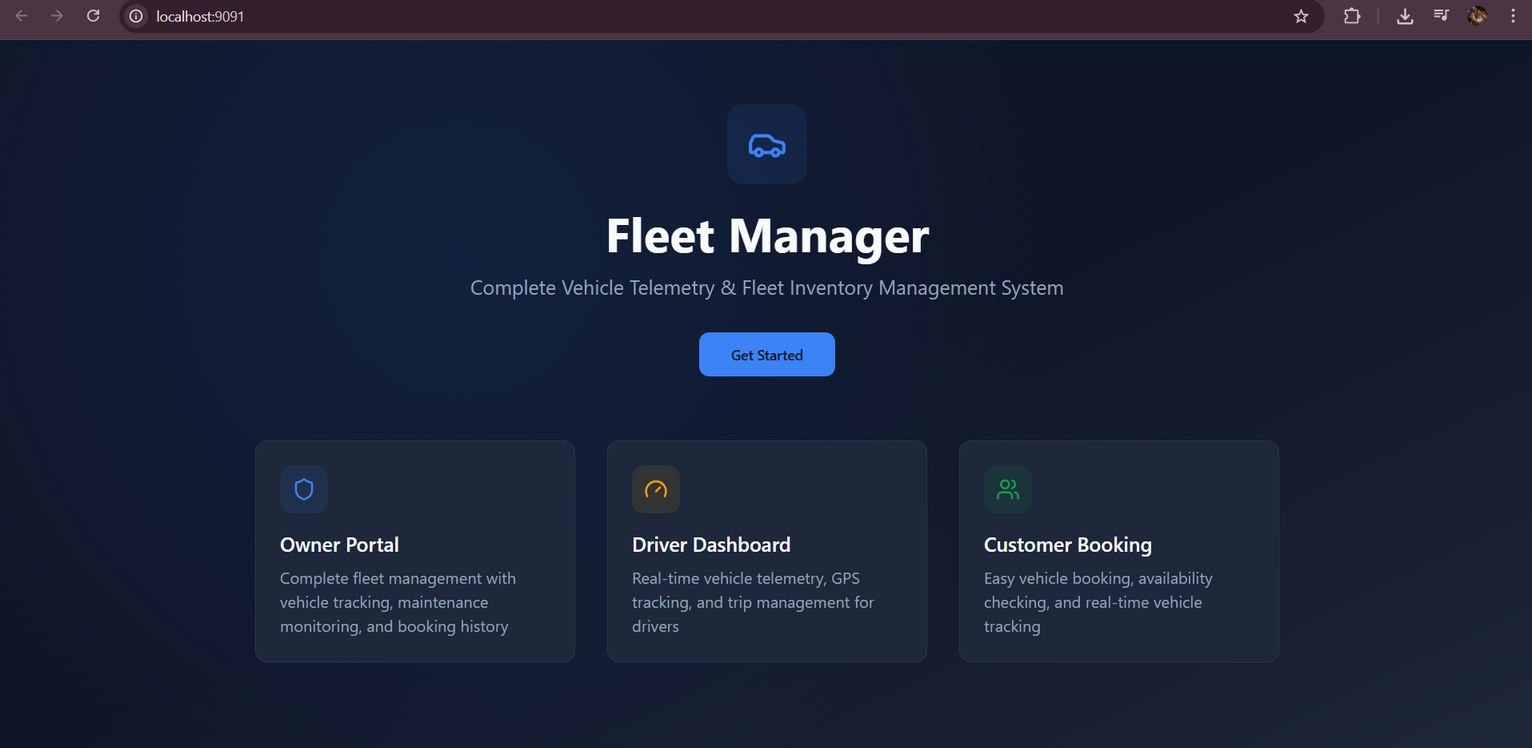 localhost:9091
Fleet Manager
Complete Vehicle Telemetry & Fleet Inventory Management System
Get Started
Owner Portal
Complete fleet management with
vehicle tracking, maintenance
monitoring, and booking history
Driver Dashboard
Real-time vehicle telemetry, GPS
tracking, and trip management for
drivers
Customer Booking
Easy vehicle booking, availability
checking, and real-time vehicle
tracking